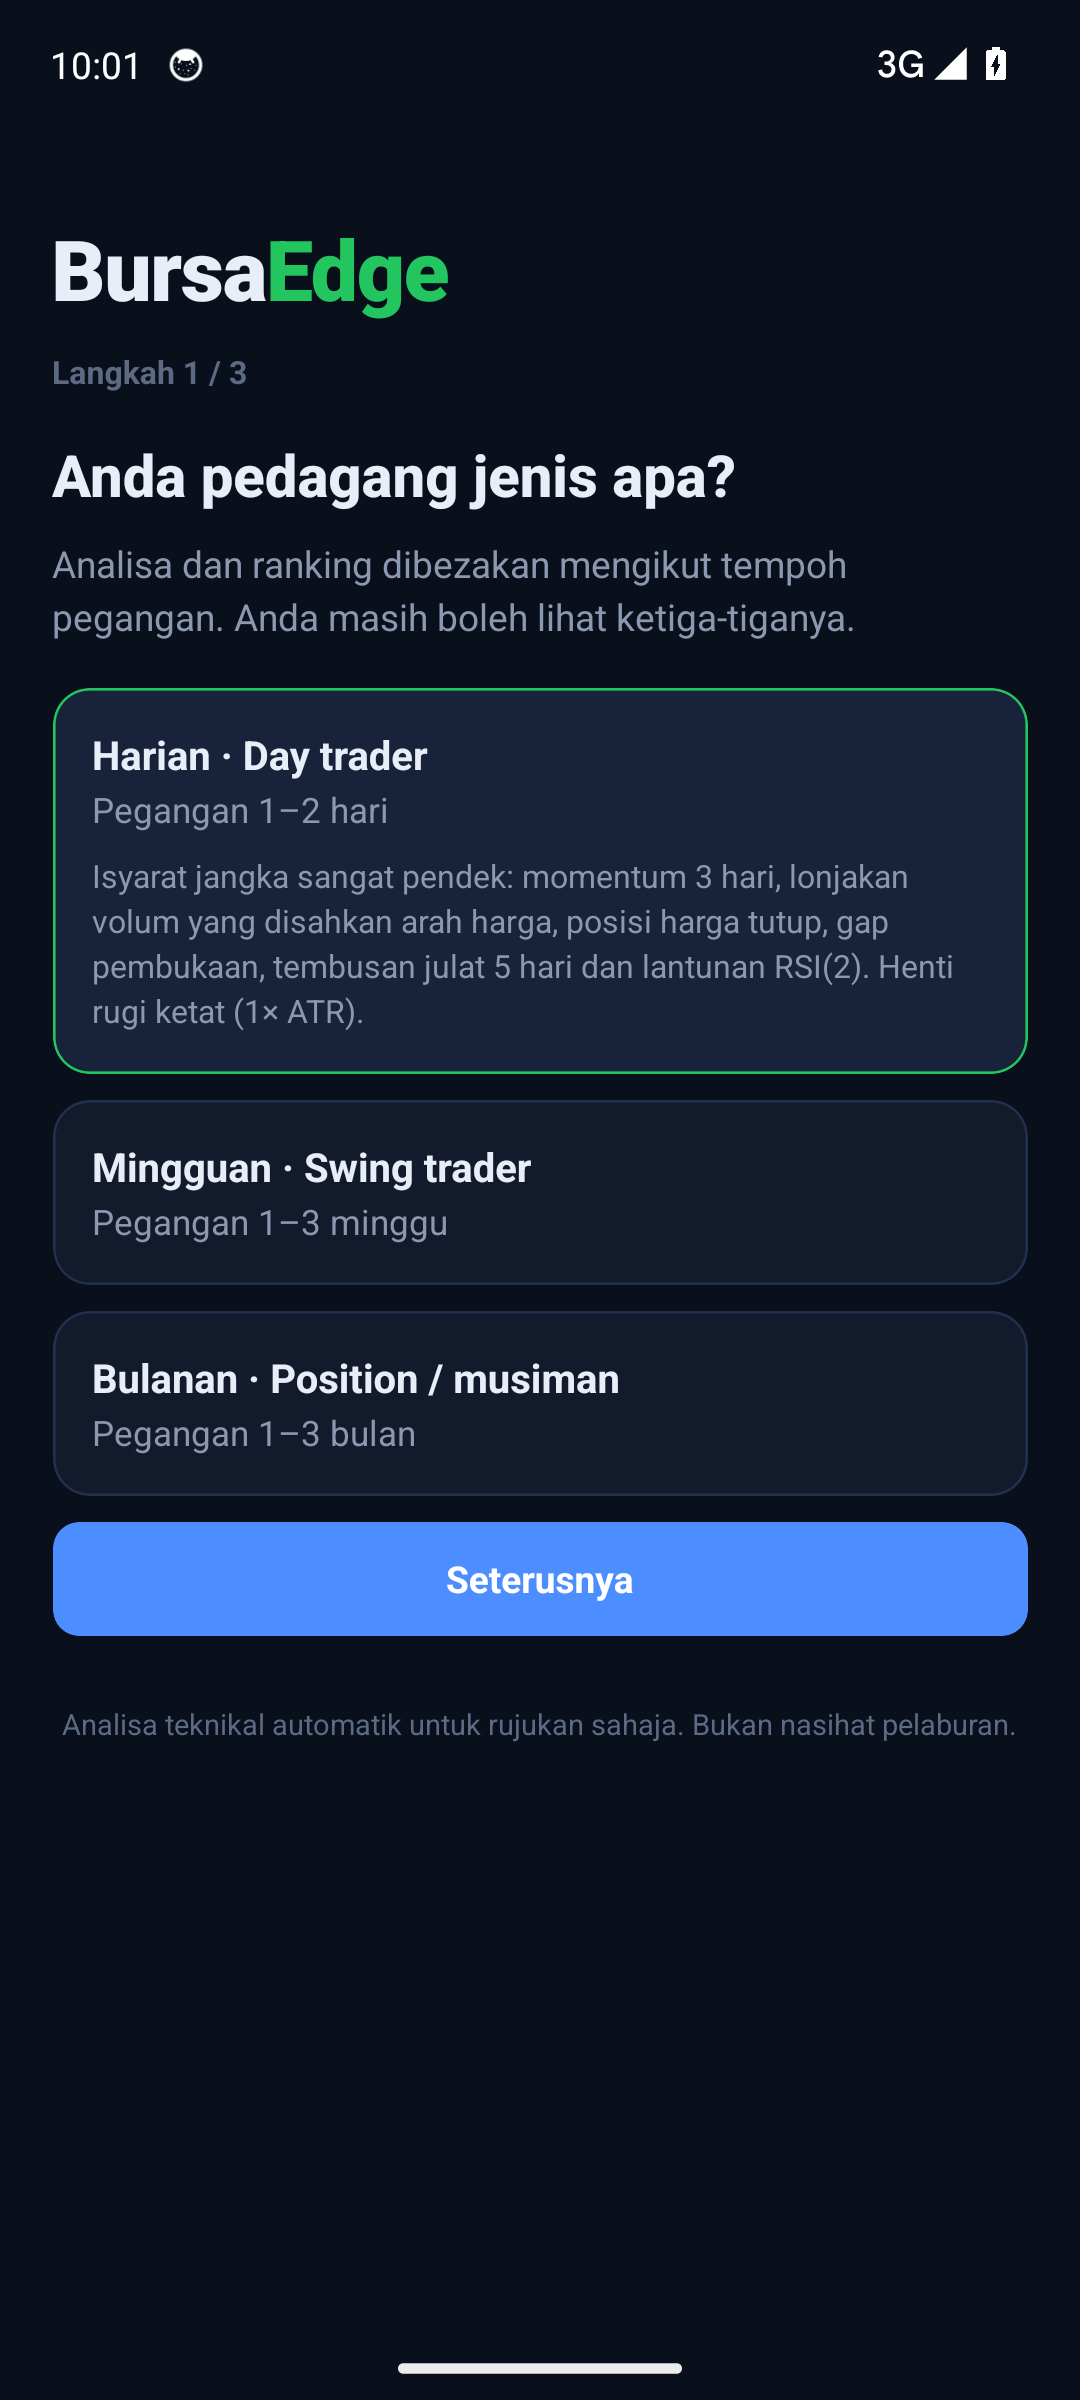 10:01
3G
BursaEdge
Langkah 1 / 3
Anda pedagang jenis apa?
Analisa dan ranking dibezakan mengikut tempoh
pegangan. Anda masih boleh lihat ketiga-tiganya.
Harian · Day trader
Pegangan 1–2 hari
Isyarat jangka sangat pendek: momentum 3 hari, lonjakan
volum yang disahkan arah harga, posisi harga tutup, gap
pembukaan, tembusan julat 5 hari dan lantunan RSI(2). Henti
rugi ketat (1× ATR).
Mingguan · Swing trader
Pegangan 1–3 minggu
Bulanan · Position / musiman
Pegangan 1–3 bulan
Seterusnya
Analisa teknikal automatik untuk rujukan sahaja. Bukan nasihat pelaburan.